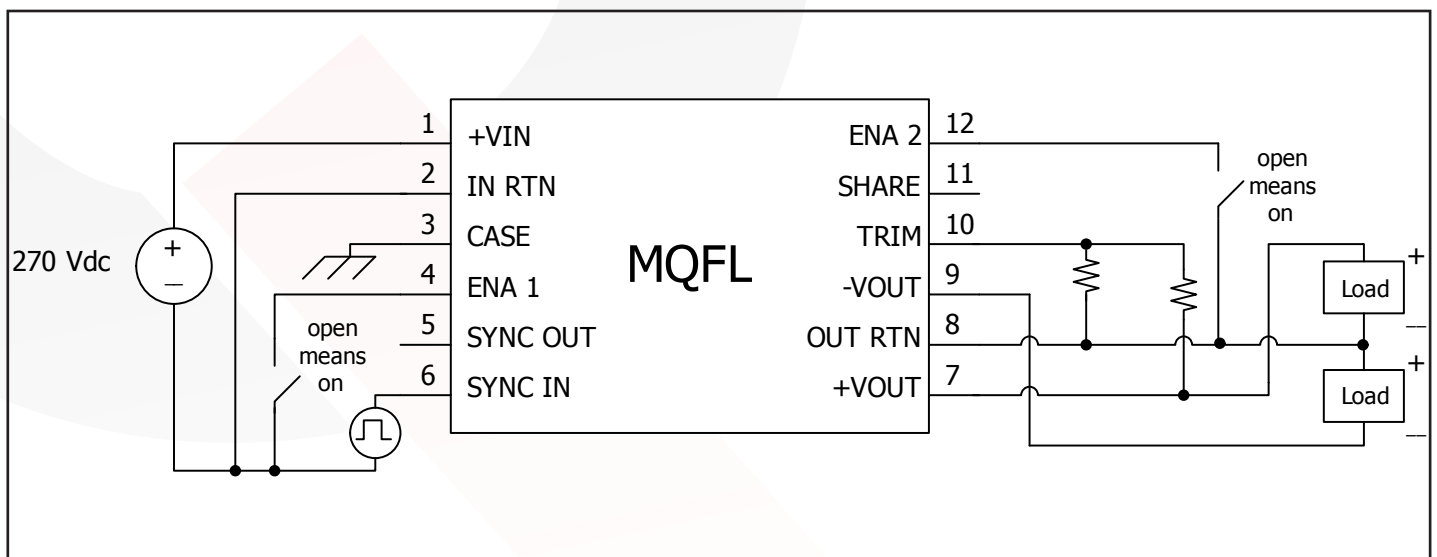 270 Vdc
+
—
1
2
3
4
5
6
open
means
on
+VIN
IN RTN
CASE
ENA 1
SYNC OUT
SYNC IN
MQFL
ENA 2
SHARE
TRIM
-VOUT
OUT RTN
+VOUT
12
11
10
9
8
7
open
means
on
+
Load
—
+
Load
—